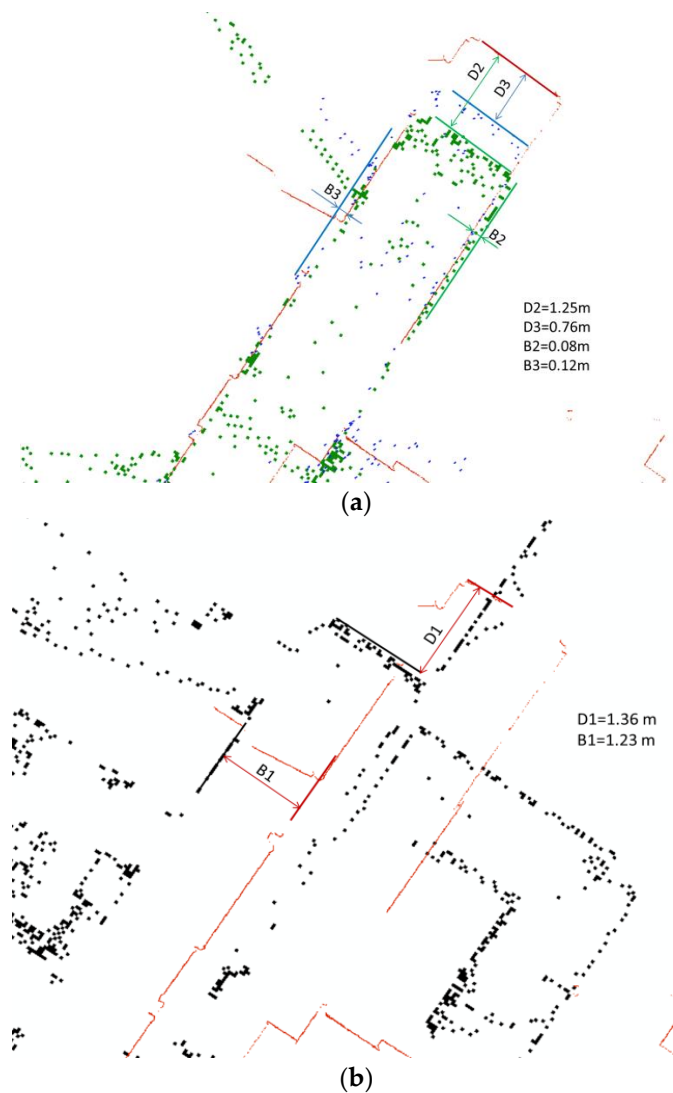 D2
D3
B3
B2
D2=1.25m
D3=0.76m
B2=0.08m
B3=0.12m
(a)
D1
D1=1.36 m
B1=1.23 m
B1
(b)